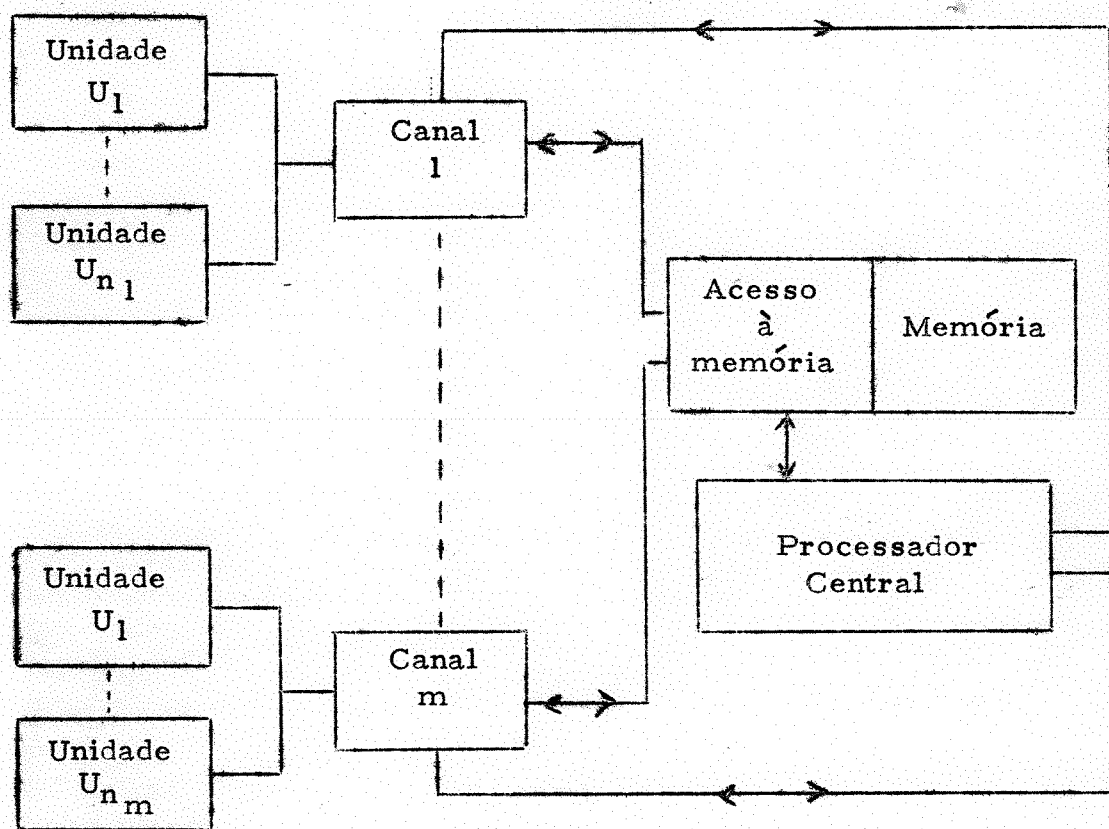 Unidade
U1
Unidade
Un1
Canal
1
Acesso
à
memória
Memória
Processador
Central
Unidade
U1
Unidade
Unm
Canal
m